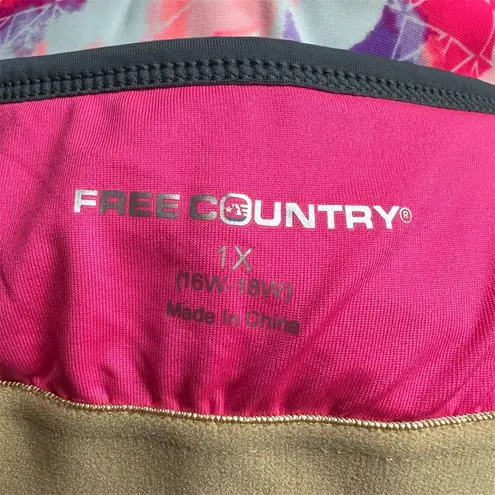 FREE COUNTRY®
1X
(16W-18W)
Made In China